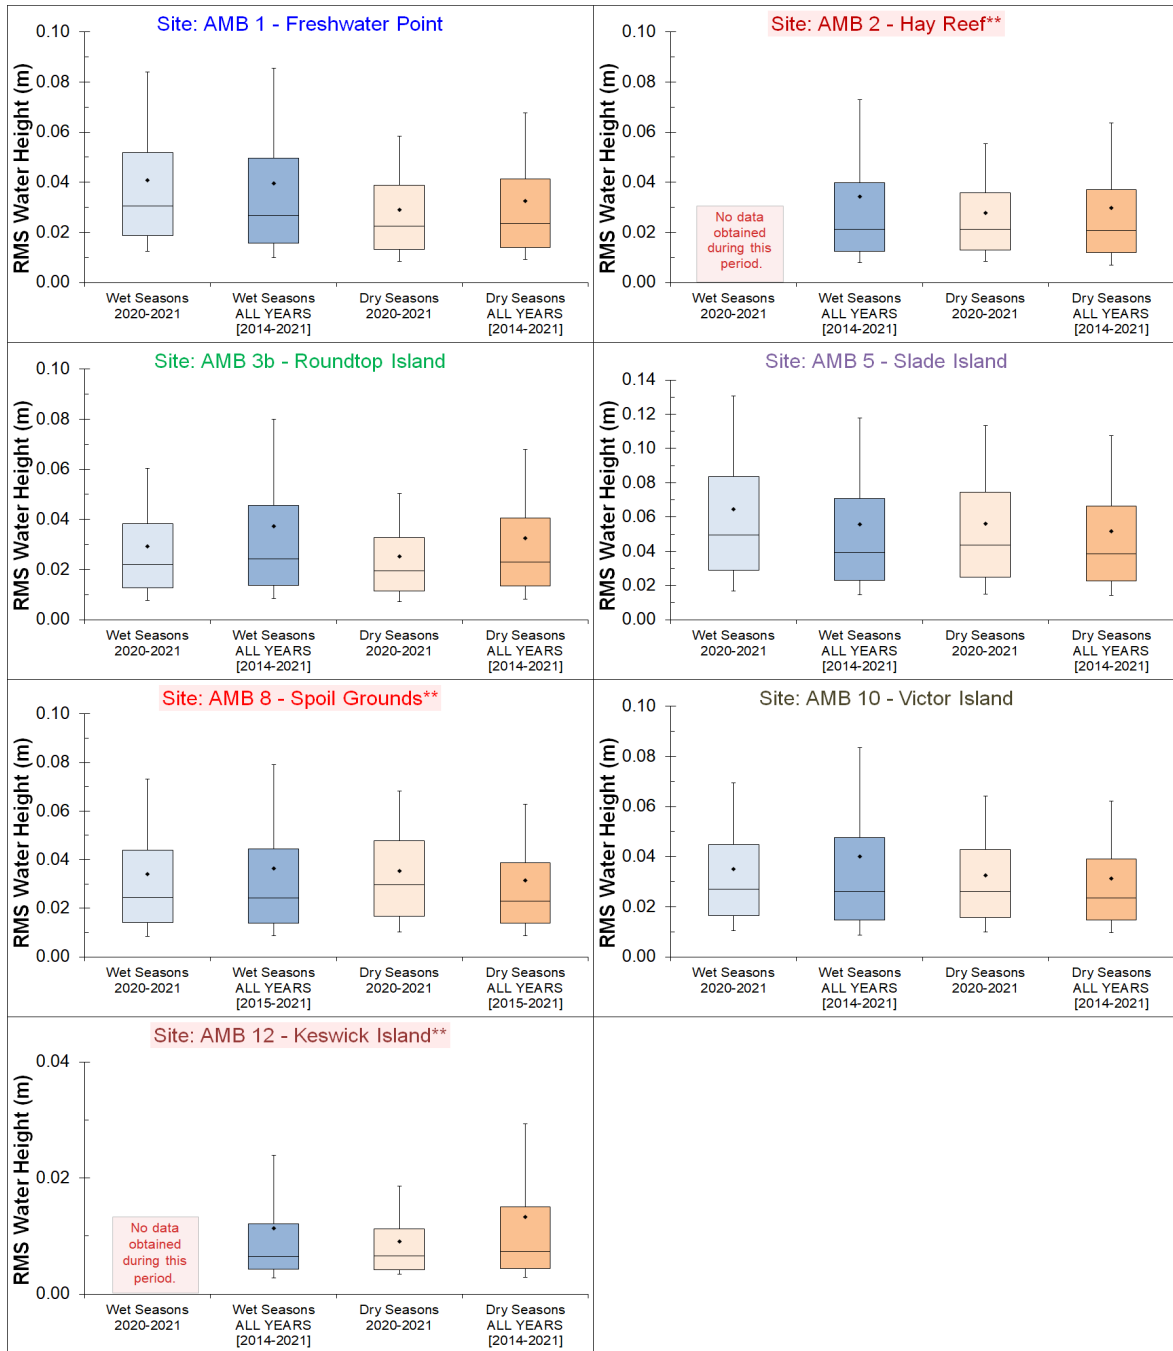 Site: AMB 1 - Freshwater Point
RMS Water Height (m)
0.10
0.08
0.06
0.04
0.02
0.00
Wet Seasons
2020-2021
Wet Seasons
ALL YEARS
[2014-2021]
Dry Seasons
2020-2021
Dry Seasons
ALL YEARS
[2014-2021]
Site: AMB 2 - Hay Reef**
RMS Water Height (m)
0.10
0.08
0.06
0.04
0.02
0.00
No data
obtained
during this
period.
Wet Seasons
2020-2021
Wet Seasons
ALL YEARS
[2014-2021]
Dry Seasons
2020-2021
Dry Seasons
ALL YEARS
[2014-2021]
Site: AMB 3b - Roundtop Island
RMS Water Height (m)
0.10
0.08
0.06
0.04
0.02
0.00
Wet Seasons
2020-2021
Wet Seasons
ALL YEARS
[2014-2021]
Dry Seasons
2020-2021
Dry Seasons
ALL YEARS
[2014-2021]
Site: AMB 5 - Slade Island
RMS Water Height (m)
0.14
0.12
0.10
0.08
0.06
0.04
0.02
0.00
Wet Seasons
2020-2021
Wet Seasons
ALL YEARS
[2014-2021]
Dry Seasons
2020-2021
Dry Seasons
ALL YEARS
[2014-2021]
Site: AMB 8 - Spoil Grounds**
RMS Water Height (m)
0.10
0.08
0.06
0.04
0.02
0.00
Wet Seasons
2020-2021
Wet Seasons
ALL YEARS
[2015-2021]
Dry Seasons
2020-2021
Dry Seasons
ALL YEARS
[2015-2021]
Site: AMB 10 - Victor Island
RMS Water Height (m)
0.10
0.08
0.06
0.04
0.02
0.00
Wet Seasons
2020-2021
Wet Seasons
ALL YEARS
[2014-2021]
Dry Seasons
2020-2021
Dry Seasons
ALL YEARS
[2014-2021]
Site: AMB 12 - Keswick Island**
RMS Water Height (m)
0.04
0.02
0.00
No data
obtained
during this
period.
Wet Seasons
2020-2021
Wet Seasons
ALL YEARS
[2014-2021]
Dry Seasons
2020-2021
Dry Seasons
ALL YEARS
[2014-2021]